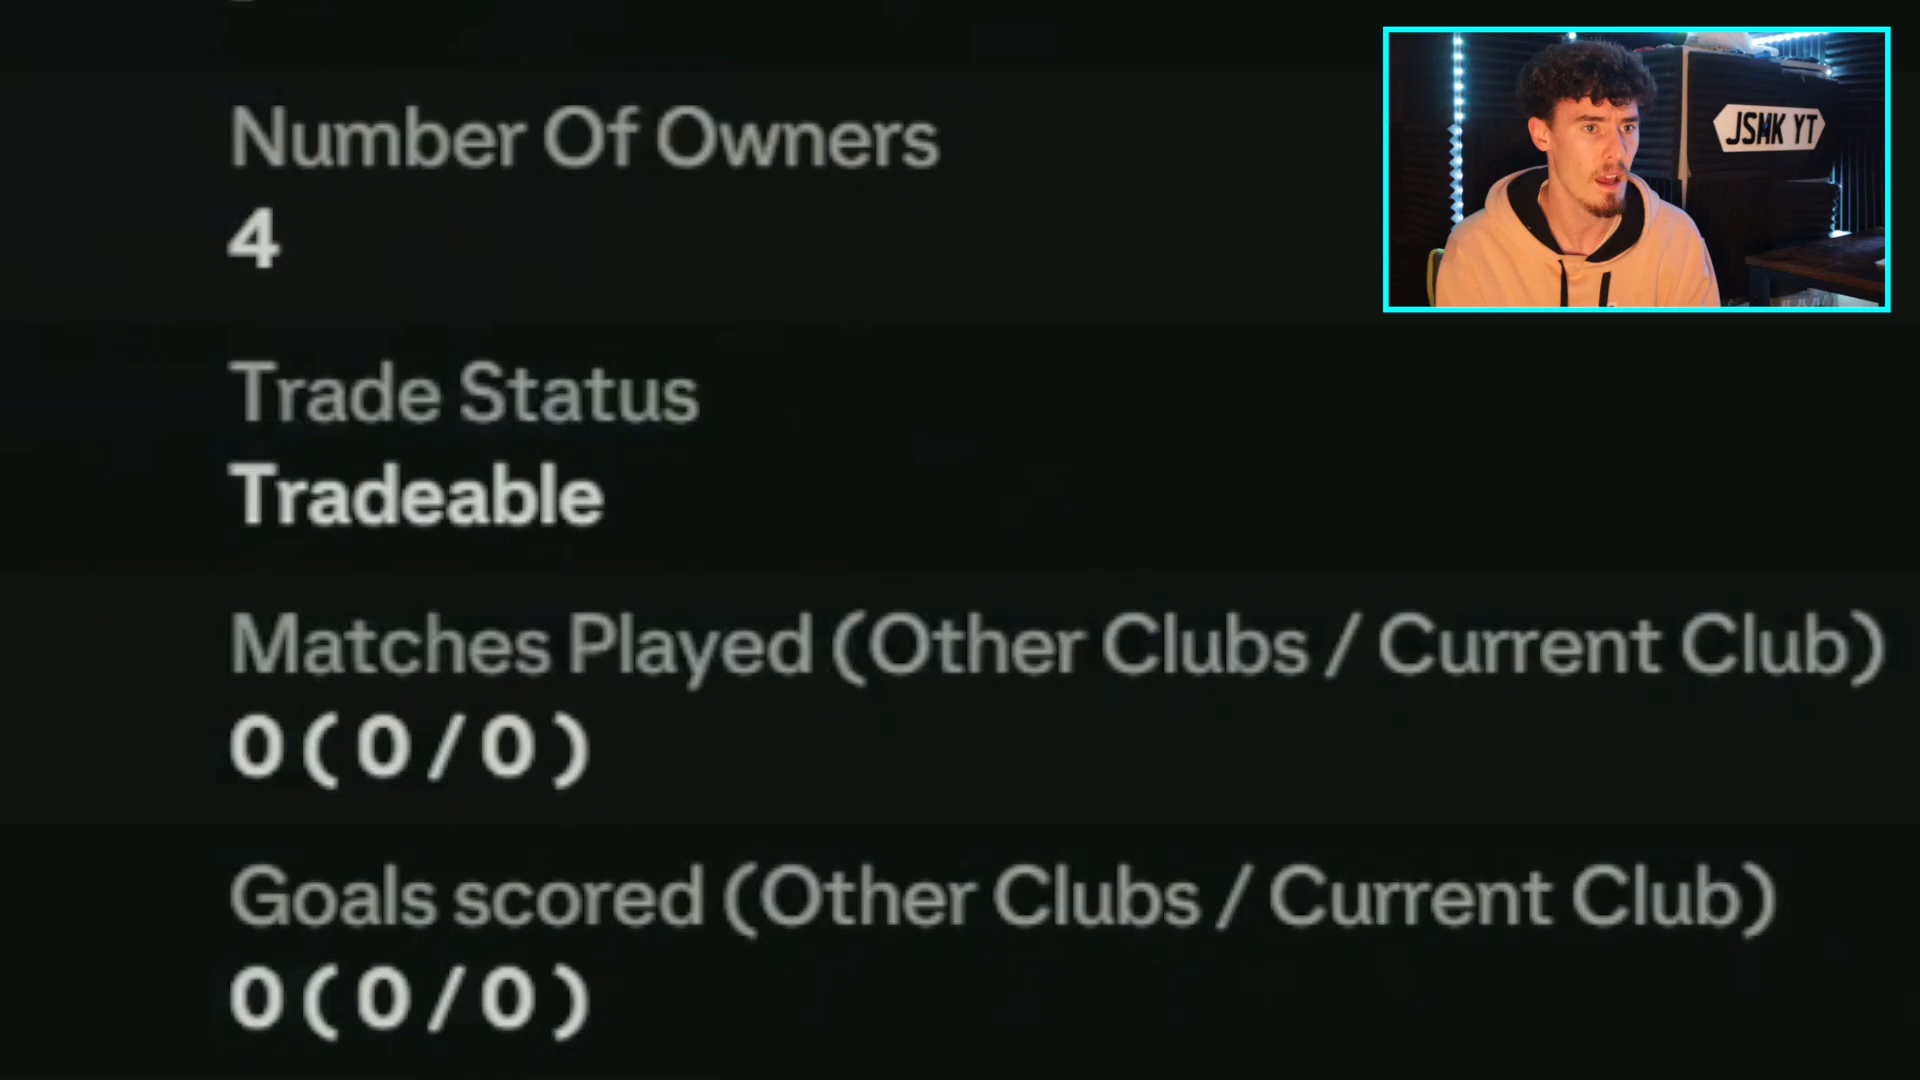 Number Of Owners
4
JSMK YT
Trade Status
Tradeable
Matches Played (Other Clubs / Current Club)
0 ( 0 / 0 )
Goals scored (Other Clubs / Current Club)
0 ( 0 / 0 )